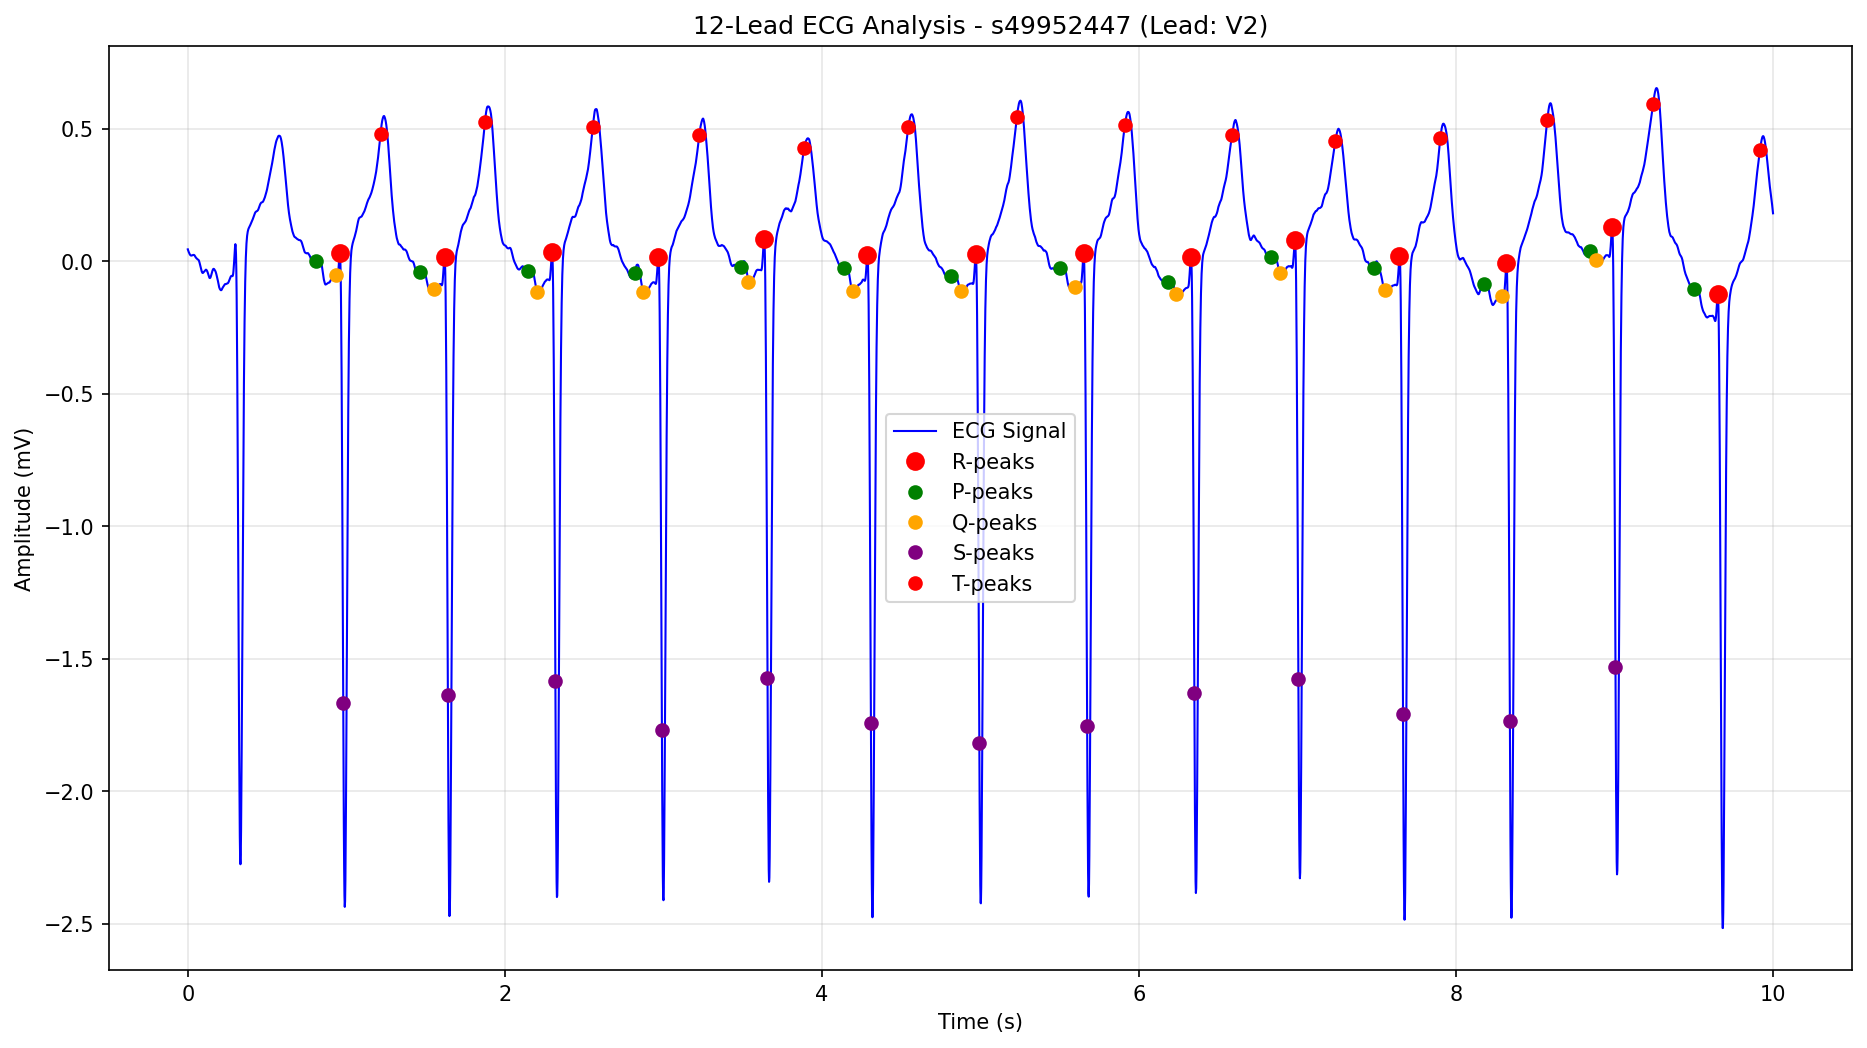 12-Lead ECG Analysis - s49952447 (Lead: V2)
Amplitude (mV)
0.5
0.0
−0.5
−1.0
−1.5
−2.0
−2.5
ECG Signal
R-peaks
P-peaks
Q-peaks
S-peaks
T-peaks
0 2 4 6 8 10
Time (s)